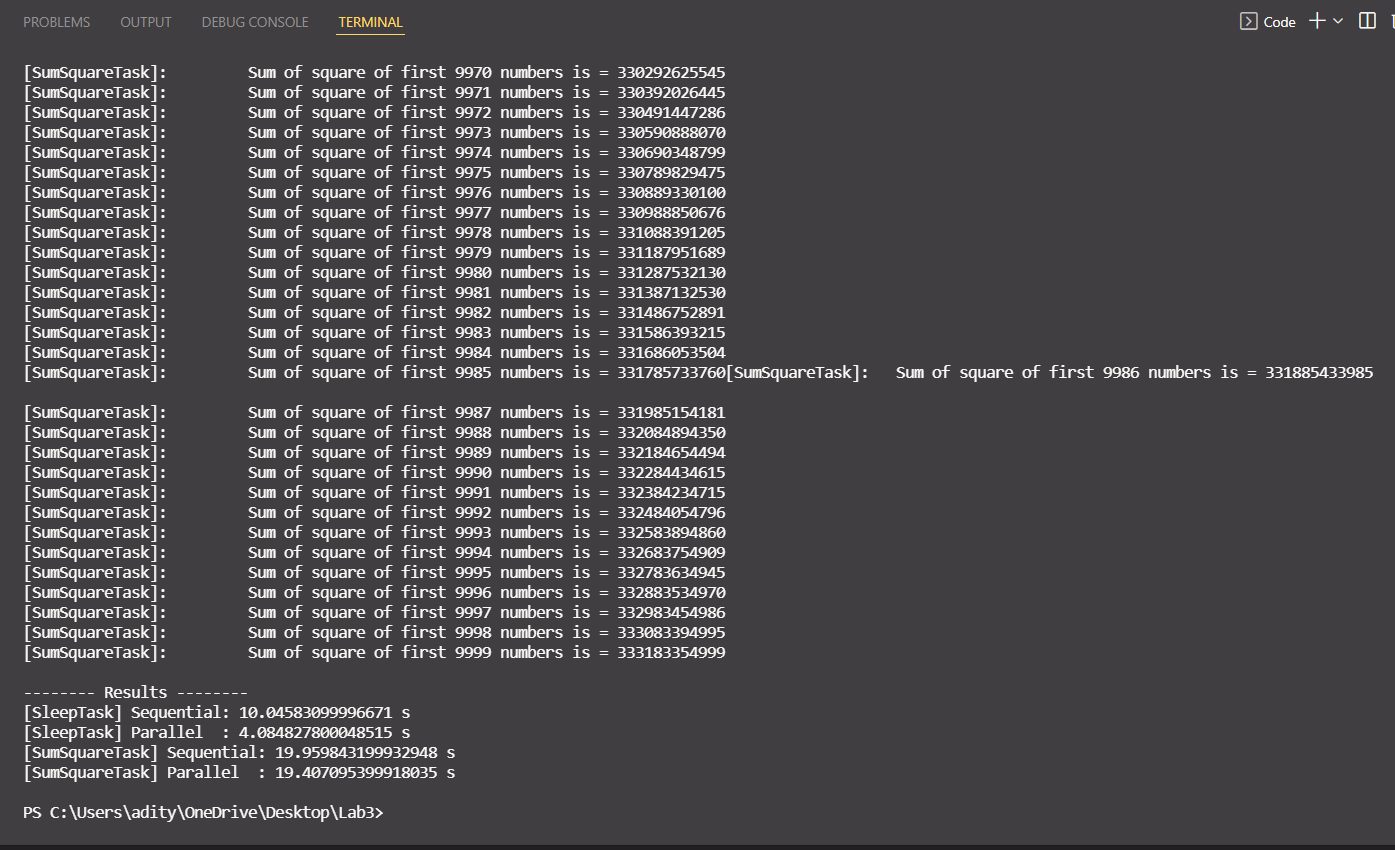 PROBLEMS OUTPUT DEBUG CONSOLE TERMINAL Code
[SumSquareTask]: Sum of square of first 9970 numbers is = 330292625545
[SumSquareTask]: Sum of square of first 9971 numbers is = 330392026445
[SumSquareTask]: Sum of square of first 9972 numbers is = 330491447286
[SumSquareTask]: Sum of square of first 9973 numbers is = 330590888070
[SumSquareTask]: Sum of square of first 9974 numbers is = 330690348799
[SumSquareTask]: Sum of square of first 9975 numbers is = 330789829475
[SumSquareTask]: Sum of square of first 9976 numbers is = 330889330100
[SumSquareTask]: Sum of square of first 9977 numbers is = 330988850676
[SumSquareTask]: Sum of square of first 9978 numbers is = 331088391205
[SumSquareTask]: Sum of square of first 9979 numbers is = 331187951689
[SumSquareTask]: Sum of square of first 9980 numbers is = 331287532130
[SumSquareTask]: Sum of square of first 9981 numbers is = 331387132530
[SumSquareTask]: Sum of square of first 9982 numbers is = 331486752891
[SumSquareTask]: Sum of square of first 9983 numbers is = 331586393215
[SumSquareTask]: Sum of square of first 9984 numbers is = 331686053504
[SumSquareTask]: Sum of square of first 9985 numbers is = 331785733760[SumSquareTask]: Sum of square of first 9986 numbers is = 331885433985
[SumSquareTask]: Sum of square of first 9987 numbers is = 331985154181
[SumSquareTask]: Sum of square of first 9988 numbers is = 332084894350
[SumSquareTask]: Sum of square of first 9989 numbers is = 332184654494
[SumSquareTask]: Sum of square of first 9990 numbers is = 332284434615
[SumSquareTask]: Sum of square of first 9991 numbers is = 332384234715
[SumSquareTask]: Sum of square of first 9992 numbers is = 332484054796
[SumSquareTask]: Sum of square of first 9993 numbers is = 332583894860
[SumSquareTask]: Sum of square of first 9994 numbers is = 332683754909
[SumSquareTask]: Sum of square of first 9995 numbers is = 332783634945
[SumSquareTask]: Sum of square of first 9996 numbers is = 332883534970
[SumSquareTask]: Sum of square of first 9997 numbers is = 332983454986
[SumSquareTask]: Sum of square of first 9998 numbers is = 333083394995
[SumSquareTask]: Sum of square of first 9999 numbers is = 333183354999
-------- Results --------
[SleepTask] Sequential: 10.04583099996671 s
[SleepTask] Parallel : 4.084827800048515 s
[SumSquareTask] Sequential: 19.959843199932948 s
[SumSquareTask] Parallel : 19.407095399918035 s
PS C:\Users\adity\OneDrive\Desktop\Lab3>